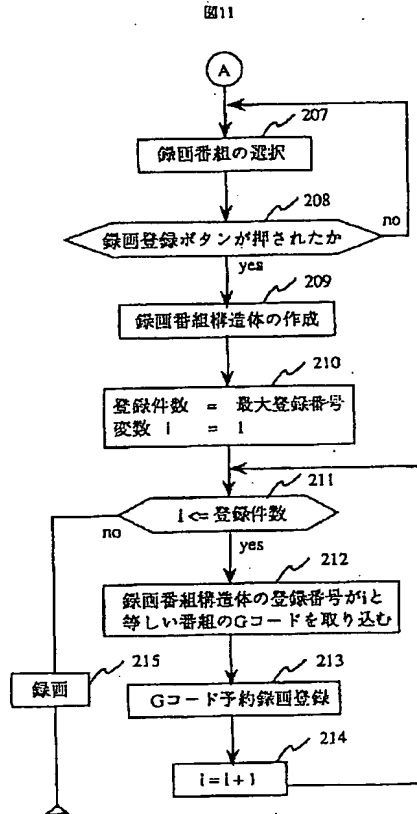 図11
A
207
録画番組の選択
208
録画登録ボタンが押されたか
no
yes
209
録画番組構造体の作成
210
登録件数 = 最大登録番号
変数 i = 1
211
i <= 登録件数
no
yes
212
録画番組構造体の登録番号がiと
等しい番組のGコードを取り込む
215
録画
213
Gコード予約録画登録
214
i = i + 1